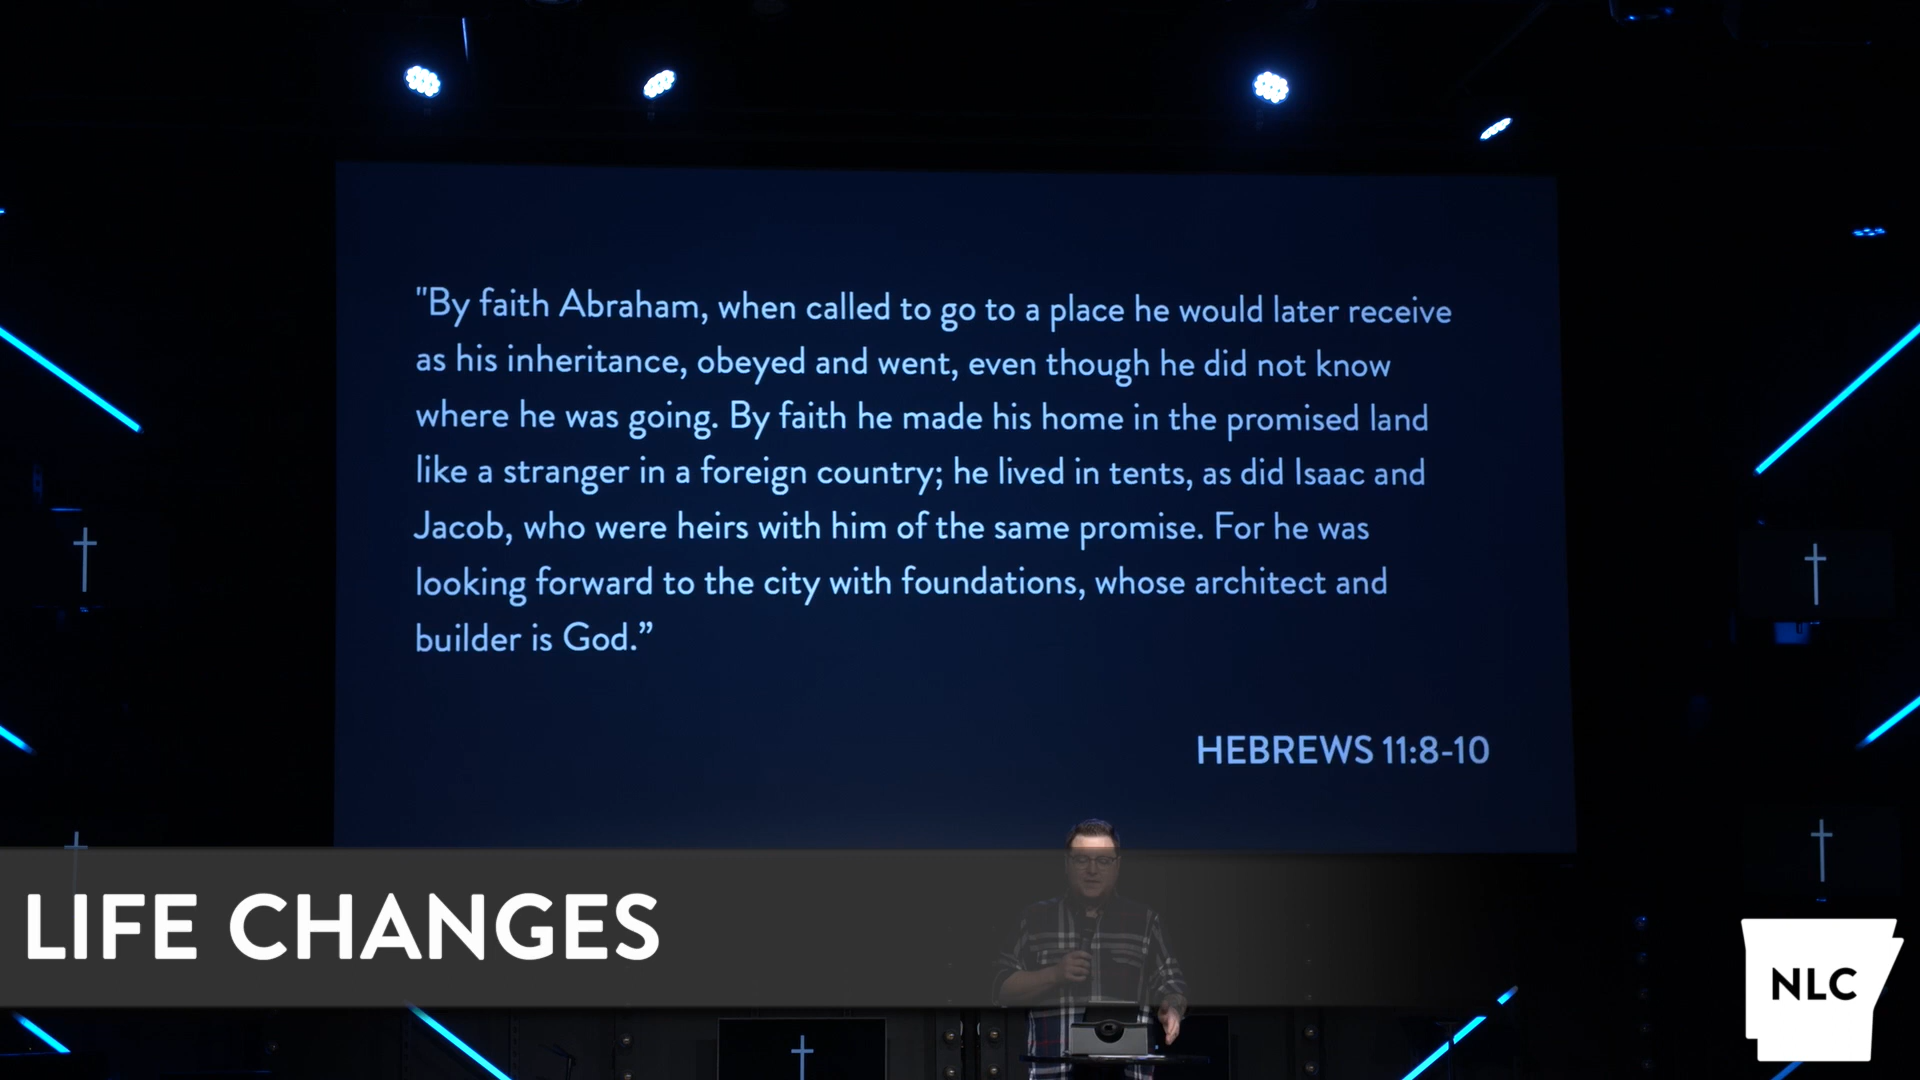 "By faith Abraham, when called to go to a place he would later receive
as his inheritance, obeyed and went, even though he did not know
where he was going. By faith he made his home in the promised land
like a stranger in a foreign country; he lived in tents, as did Isaac and
Jacob, who were heirs with him of the same promise. For he was
looking forward to the city with foundations, whose architect and
builder is God.”
HEBREWS 11:8-10
LIFE CHANGES
NLC